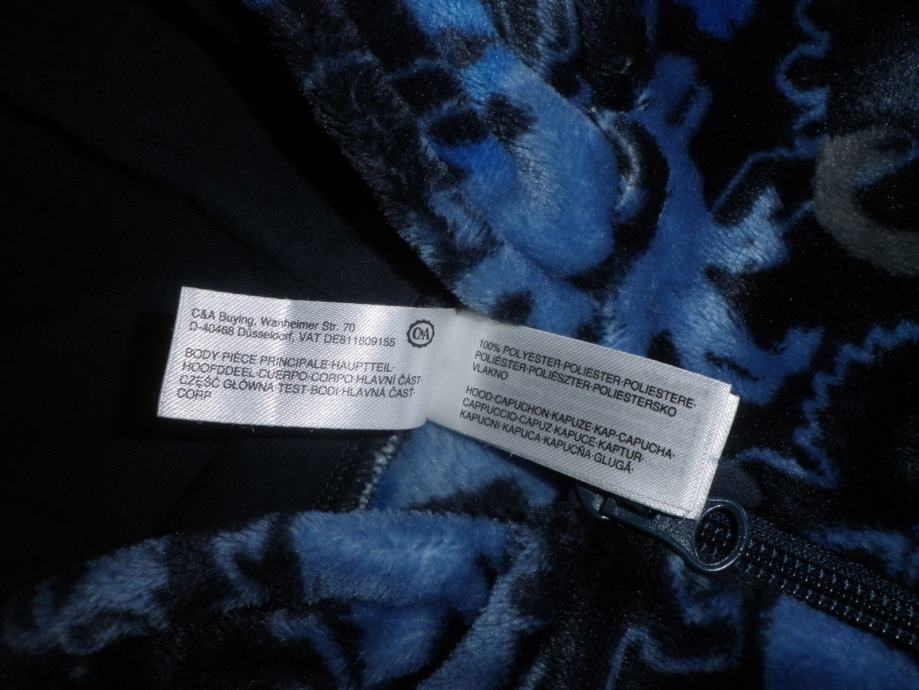 C&A Buying, Wanheimer Str. 70
D-40468 Düsseldorf, VAT DE811609155
C&A
BODY·PIÈCE PRINCIPALE·HAUPTTEIL·
HOOFDDEEL·CUERPO·CORPO·HLAVNÍ ČÁST·
CZĘŚĆ GŁÓWNA·TEST·BODI·HLAVNÁ ČASŤ·
CORP
100% POLYESTER·POLIESTER·POLIESTERE·
POLIÉSTER·POLIÉSZTER·POLIESTERSKO
VLAKNO
HOOD·CAPUCHON·KAPUZE·KAP·CAPUCHA·
CAPPUCCIO·CAPUZ·KAPUCE·KAPTUR·
KAPUCNI·KAPUCA·KAPUCŇA·GLUGĂ·